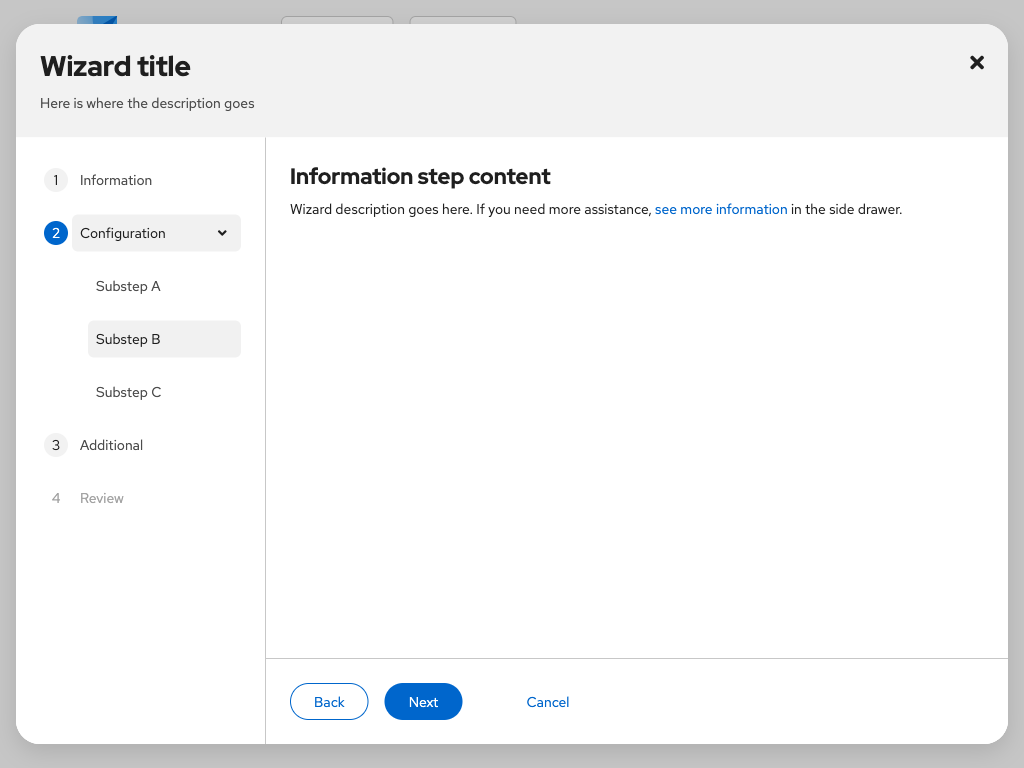 Wizard title
Here is where the description goes
1 Information
2 Configuration
Substep A
Substep B
Substep C
3 Additional
4 Review
Information step content
Wizard description goes here. If you need more assistance, see more information in the side drawer.
Back Next Cancel